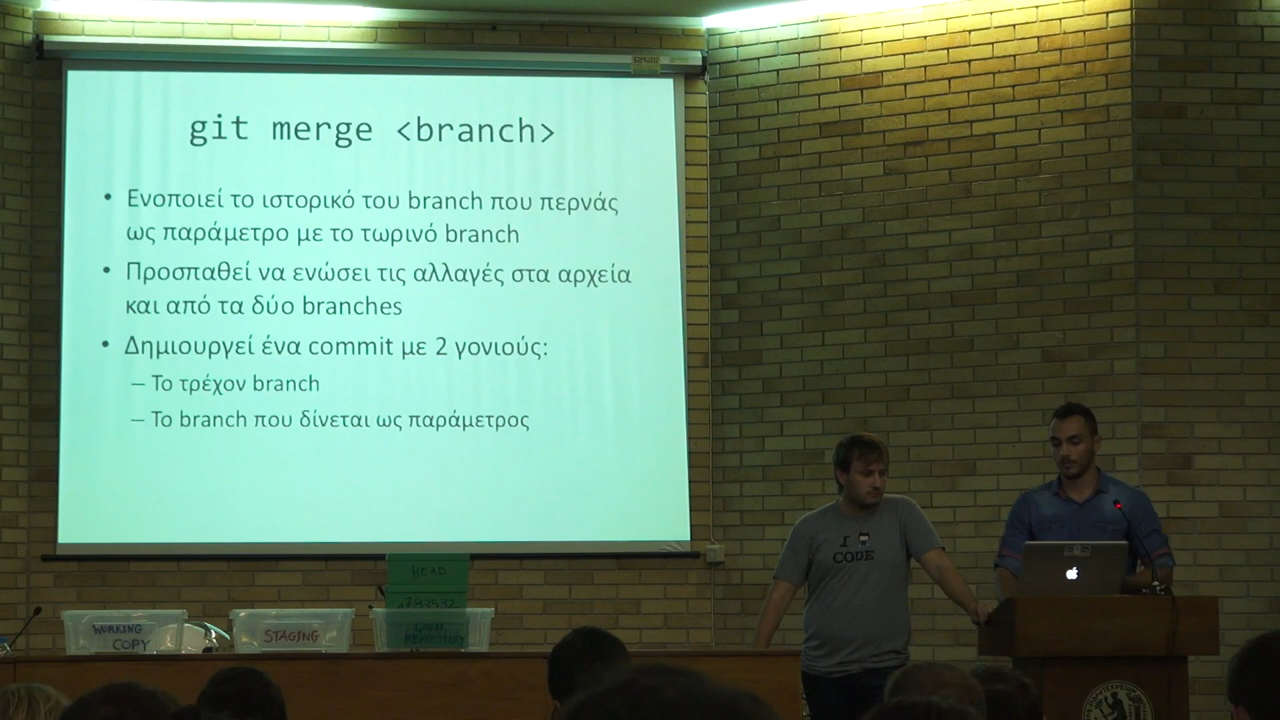 git merge <branch>
• Ενοποιεί το ιστορικό του branch που περνάς
ως παράμετρο με το τωρινό branch
• Προσπαθεί να ενώσει τις αλλαγές στα αρχεία
και από τα δύο branches
• Δημιουργεί ένα commit με 2 γονιούς:
– Το τρέχον branch
– Το branch που δίνεται ως παράμετρος
I
CODE
HEAD
WORKING
COPY
STAGING